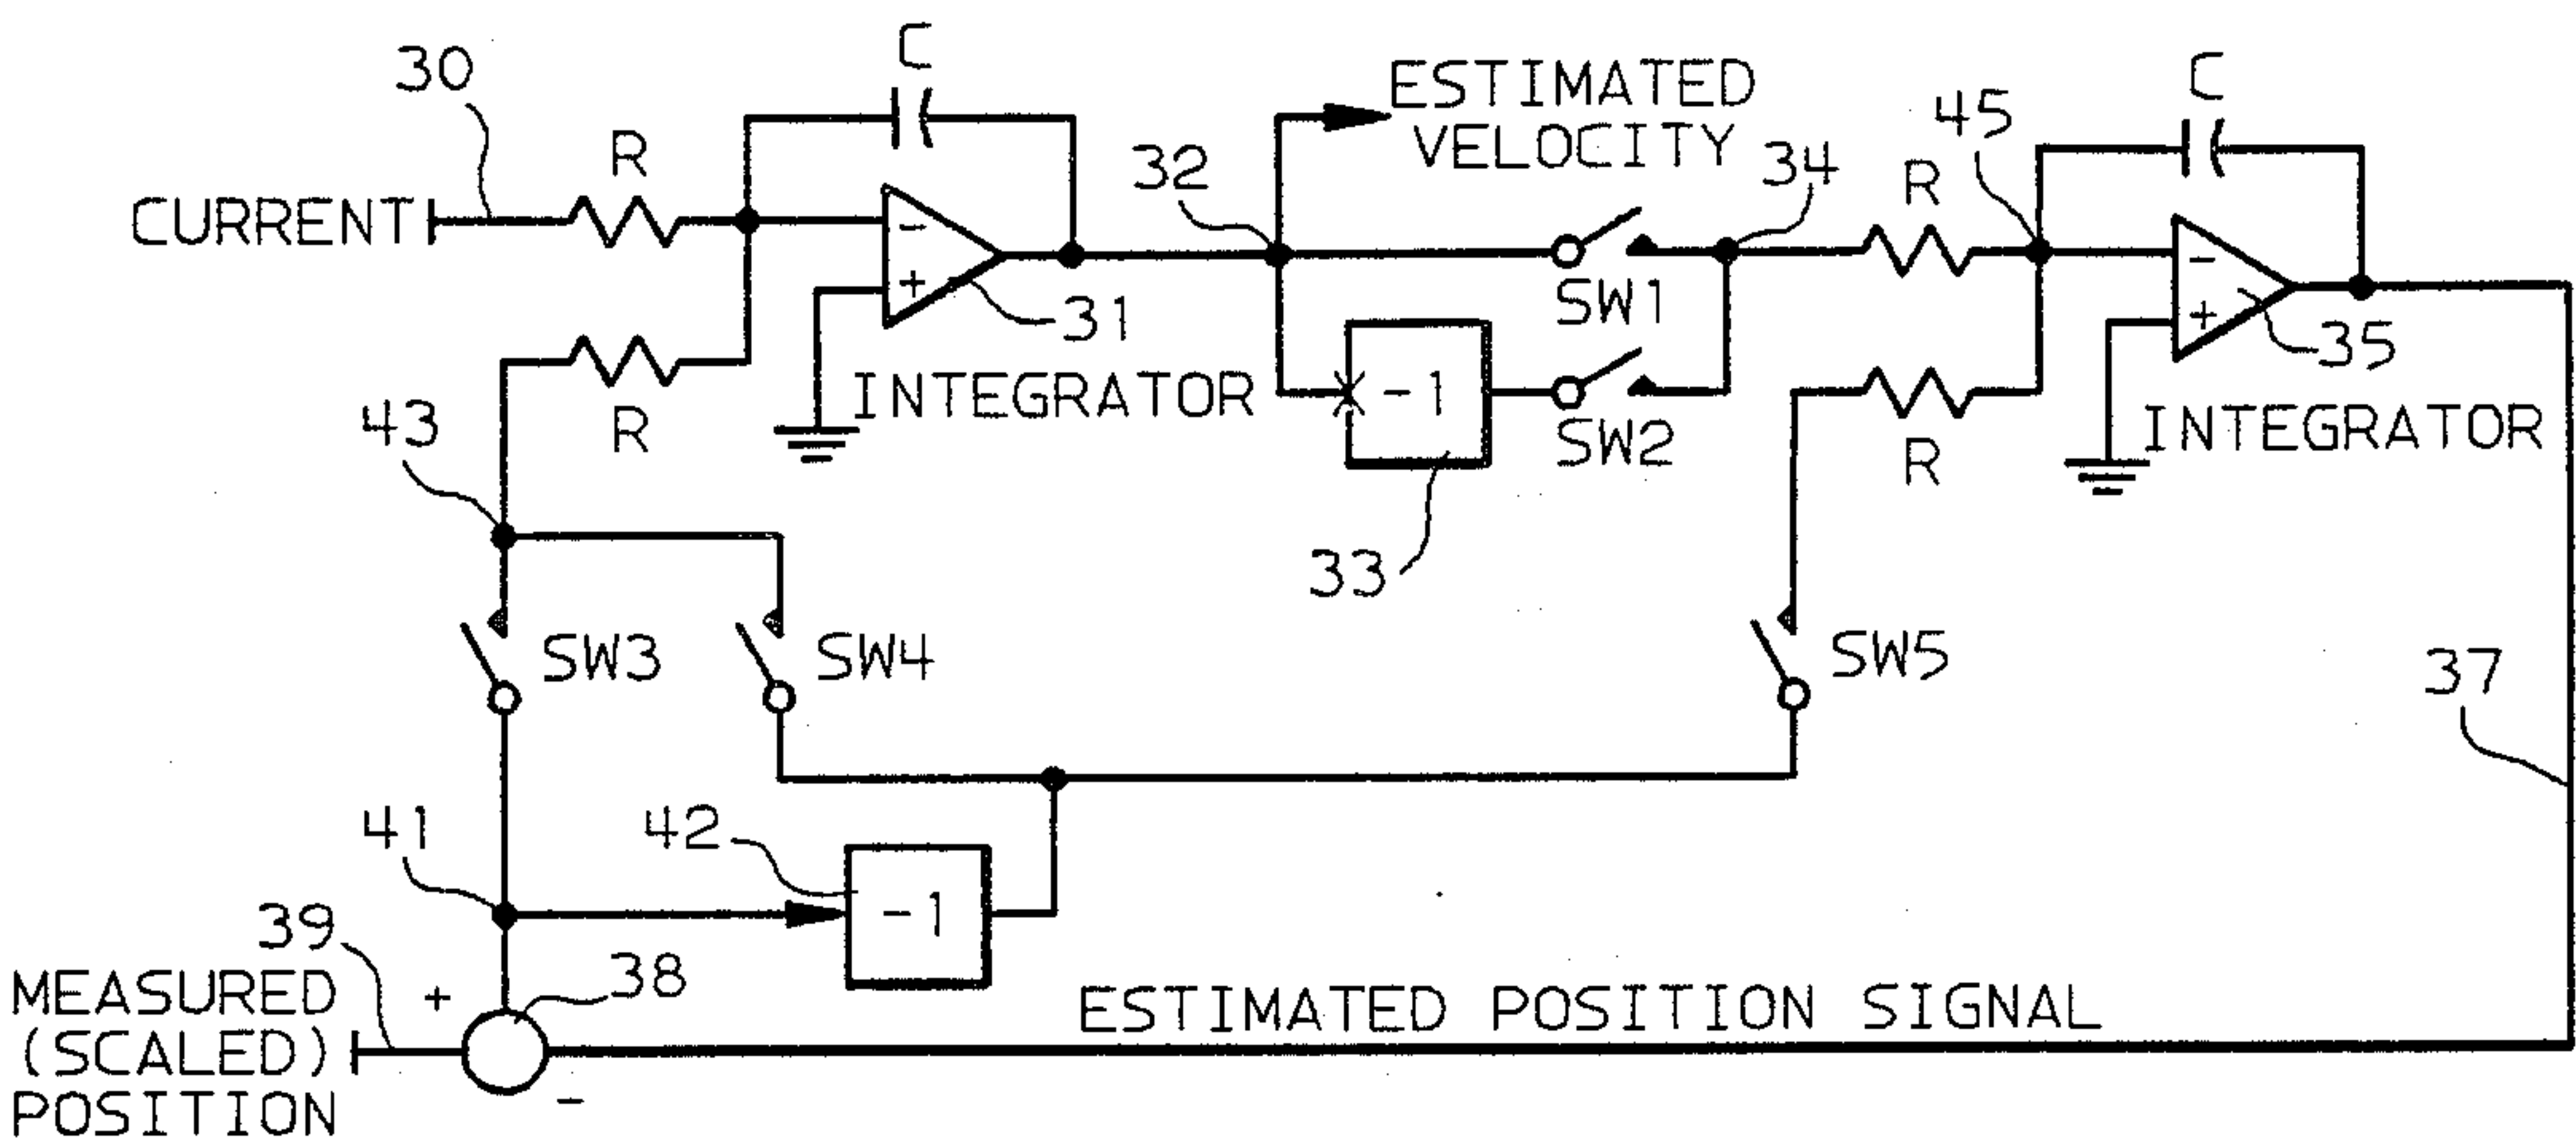 30
C
R
CURRENT
-
+
31
INTEGRATOR
R
43
32
ESTIMATED
VELOCITY
SW1
34
-1
33
SW2
45
C
R
-
+
35
INTEGRATOR
R
SW3
SW4
SW5
37
41
42
-1
39
38
MEASURED
(SCALED)
POSITION
+
-
ESTIMATED POSITION SIGNAL